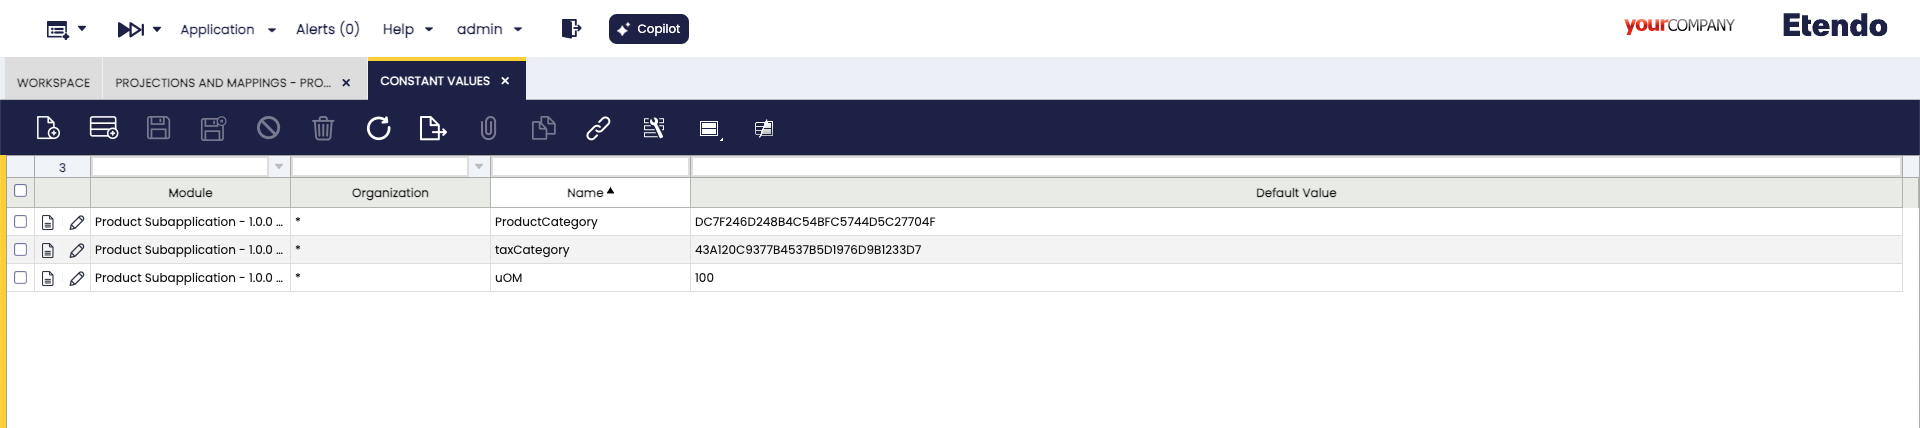 Application Alerts (0) Help admin Copilot yourCOMPANY Etendo
WORKSPACE PROJECTIONS AND MAPPINGS - PRO... CONSTANT VALUES
3
Module Organization Name Default Value
Product Subapplication - 1.0.0 ... * ProductCategory DC7F246D248B4C54BFC5744D5C27704F
Product Subapplication - 1.0.0 ... * taxCategory 43A120C9377B4537B5D1976D9B1233D7
Product Subapplication - 1.0.0 ... * uOM 100